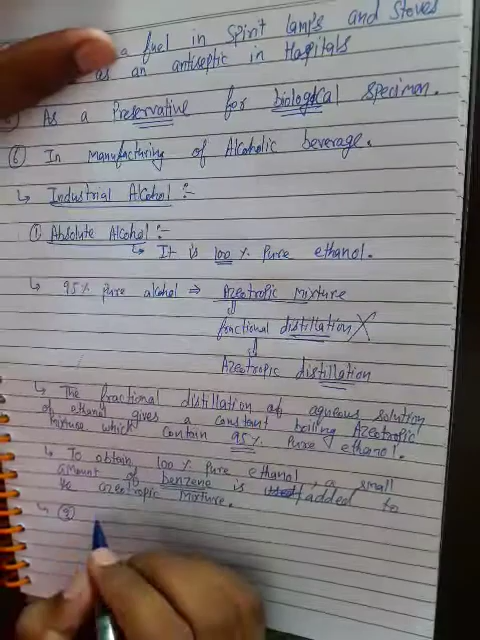 a fuel in Spirit lamps and Stoves
as an antiseptic in Hospitals
As a Preservative for biological specimen.
⑥ In manufacturing of Alcoholic beverage.
↳ Industrial Alcohol :-
① Absolute Alcohol :-
↳ It is 100 % Pure ethanol.
↳ 95% pure alcohol ⇒ Azeotropic mixture
⇓
fractional distillation X
⇓
Azeotropic distillation
↳ The fractional distillation of aqueous solution
of ethanol gives a constant boiling Azeotropic
mixture which contain 95% Pure ethanol.
↳ To obtain 100% Pure ethanol, a small
amount of benzene is added to
the azeotropic mixture.
↳ ②